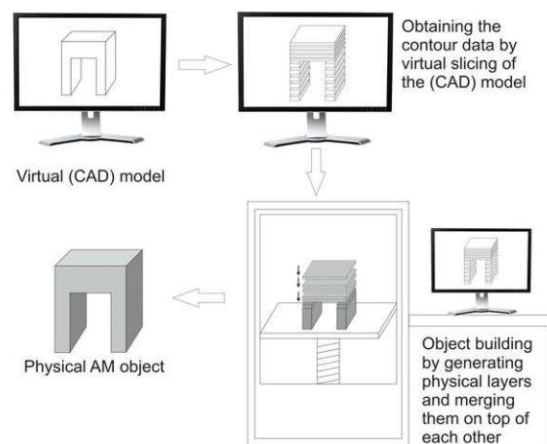 Obtaining the
contour data by
virtual slicing of
the (CAD) model
Virtual (CAD) model
Physical AM object
Object building
by generating
physical layers
and merging
them on top of
each other